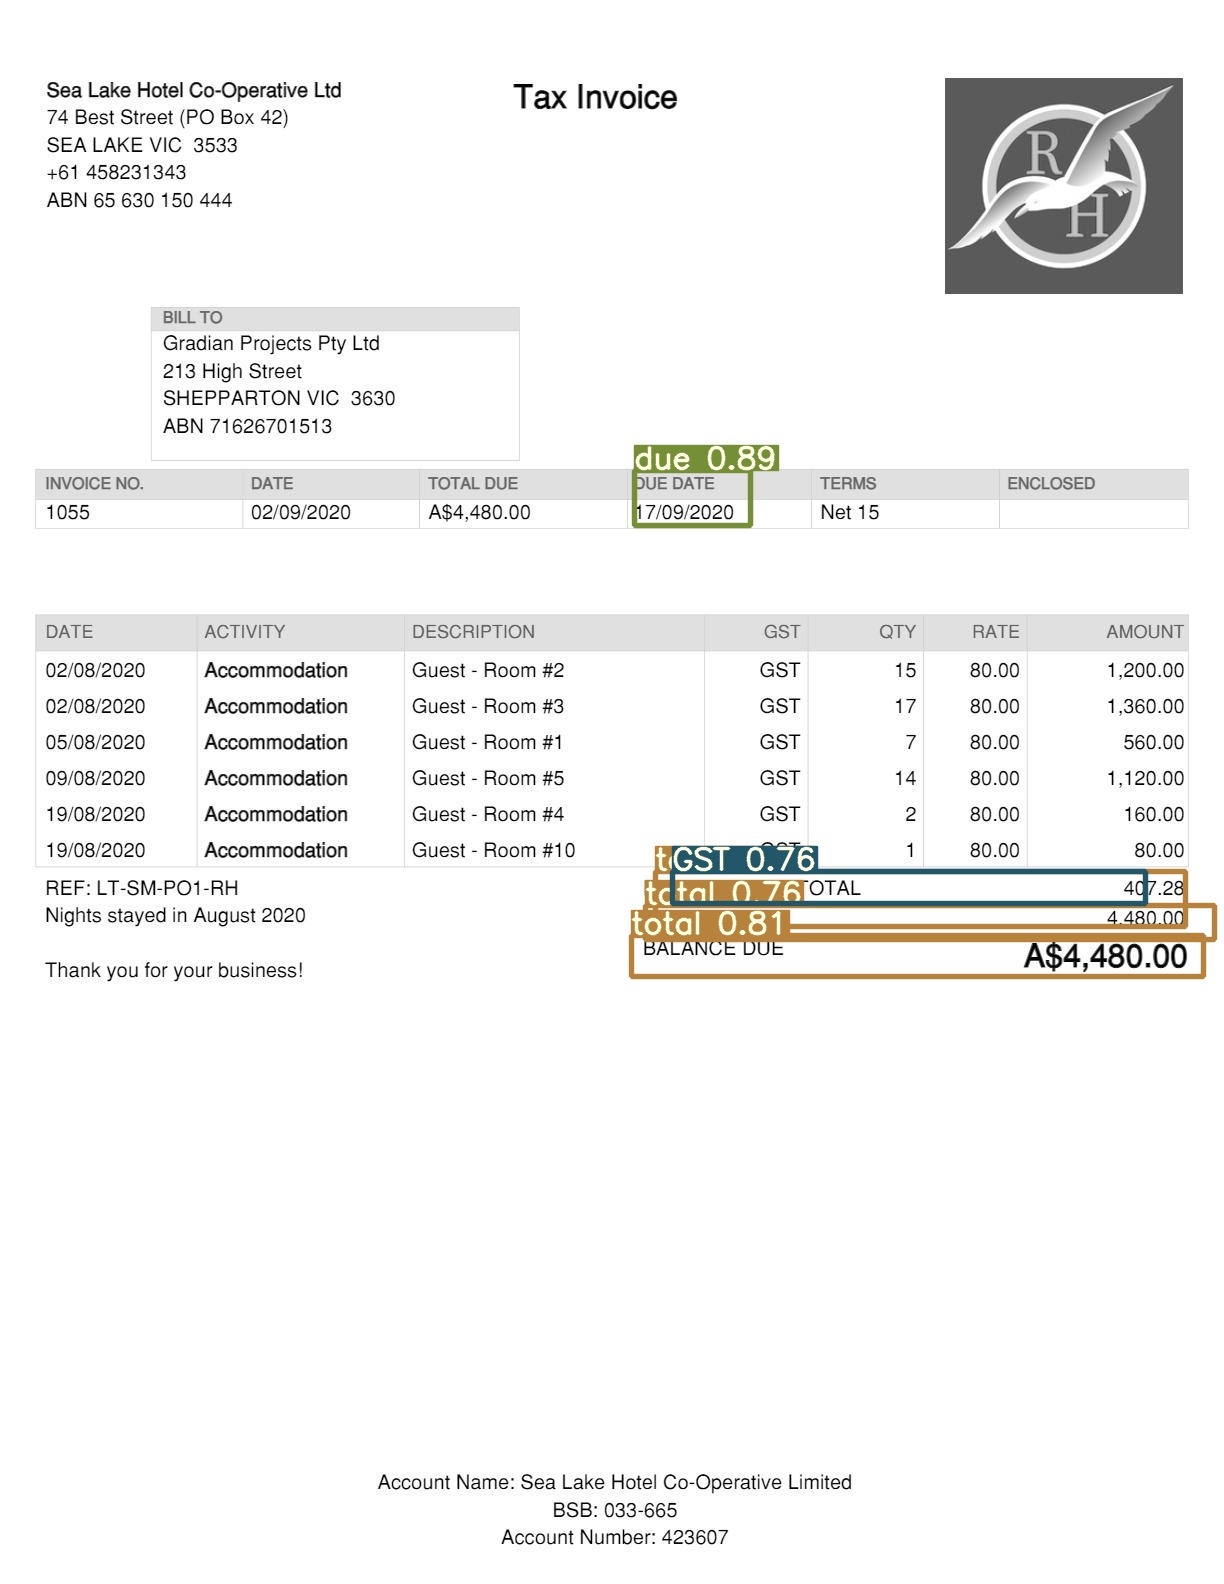 Sea Lake Hotel Co-Operative Ltd
74 Best Street (PO Box 42)
SEA LAKE VIC 3533
+61 458231343
ABN 65 630 150 444
Tax Invoice
R
H
BILL TO
Gradian Projects Pty Ltd
213 High Street
SHEPPARTON VIC 3630
ABN 71626701513
due 0.89
INVOICE NO. DATE TOTAL DUE DUE DATE TERMS ENCLOSED
1055 02/09/2020 A$4,480.00 17/09/2020 Net 15
DATE ACTIVITY DESCRIPTION GST QTY RATE AMOUNT
02/08/2020 Accommodation Guest - Room #2 GST 15 80.00 1,200.00
02/08/2020 Accommodation Guest - Room #3 GST 17 80.00 1,360.00
05/08/2020 Accommodation Guest - Room #1 GST 7 80.00 560.00
09/08/2020 Accommodation Guest - Room #5 GST 14 80.00 1,120.00
19/08/2020 Accommodation Guest - Room #4 GST 2 80.00 160.00
19/08/2020 Accommodation Guest - Room #10 GST 1 80.00 80.00
GST 0.76
REF: LT-SM-PO1-RH total 0.76 TOTAL 407.28
Nights stayed in August 2020 total 0.81 4,480.00
BALANCE DUE A$4,480.00
Thank you for your business!
Account Name: Sea Lake Hotel Co-Operative Limited
BSB: 033-665
Account Number: 423607